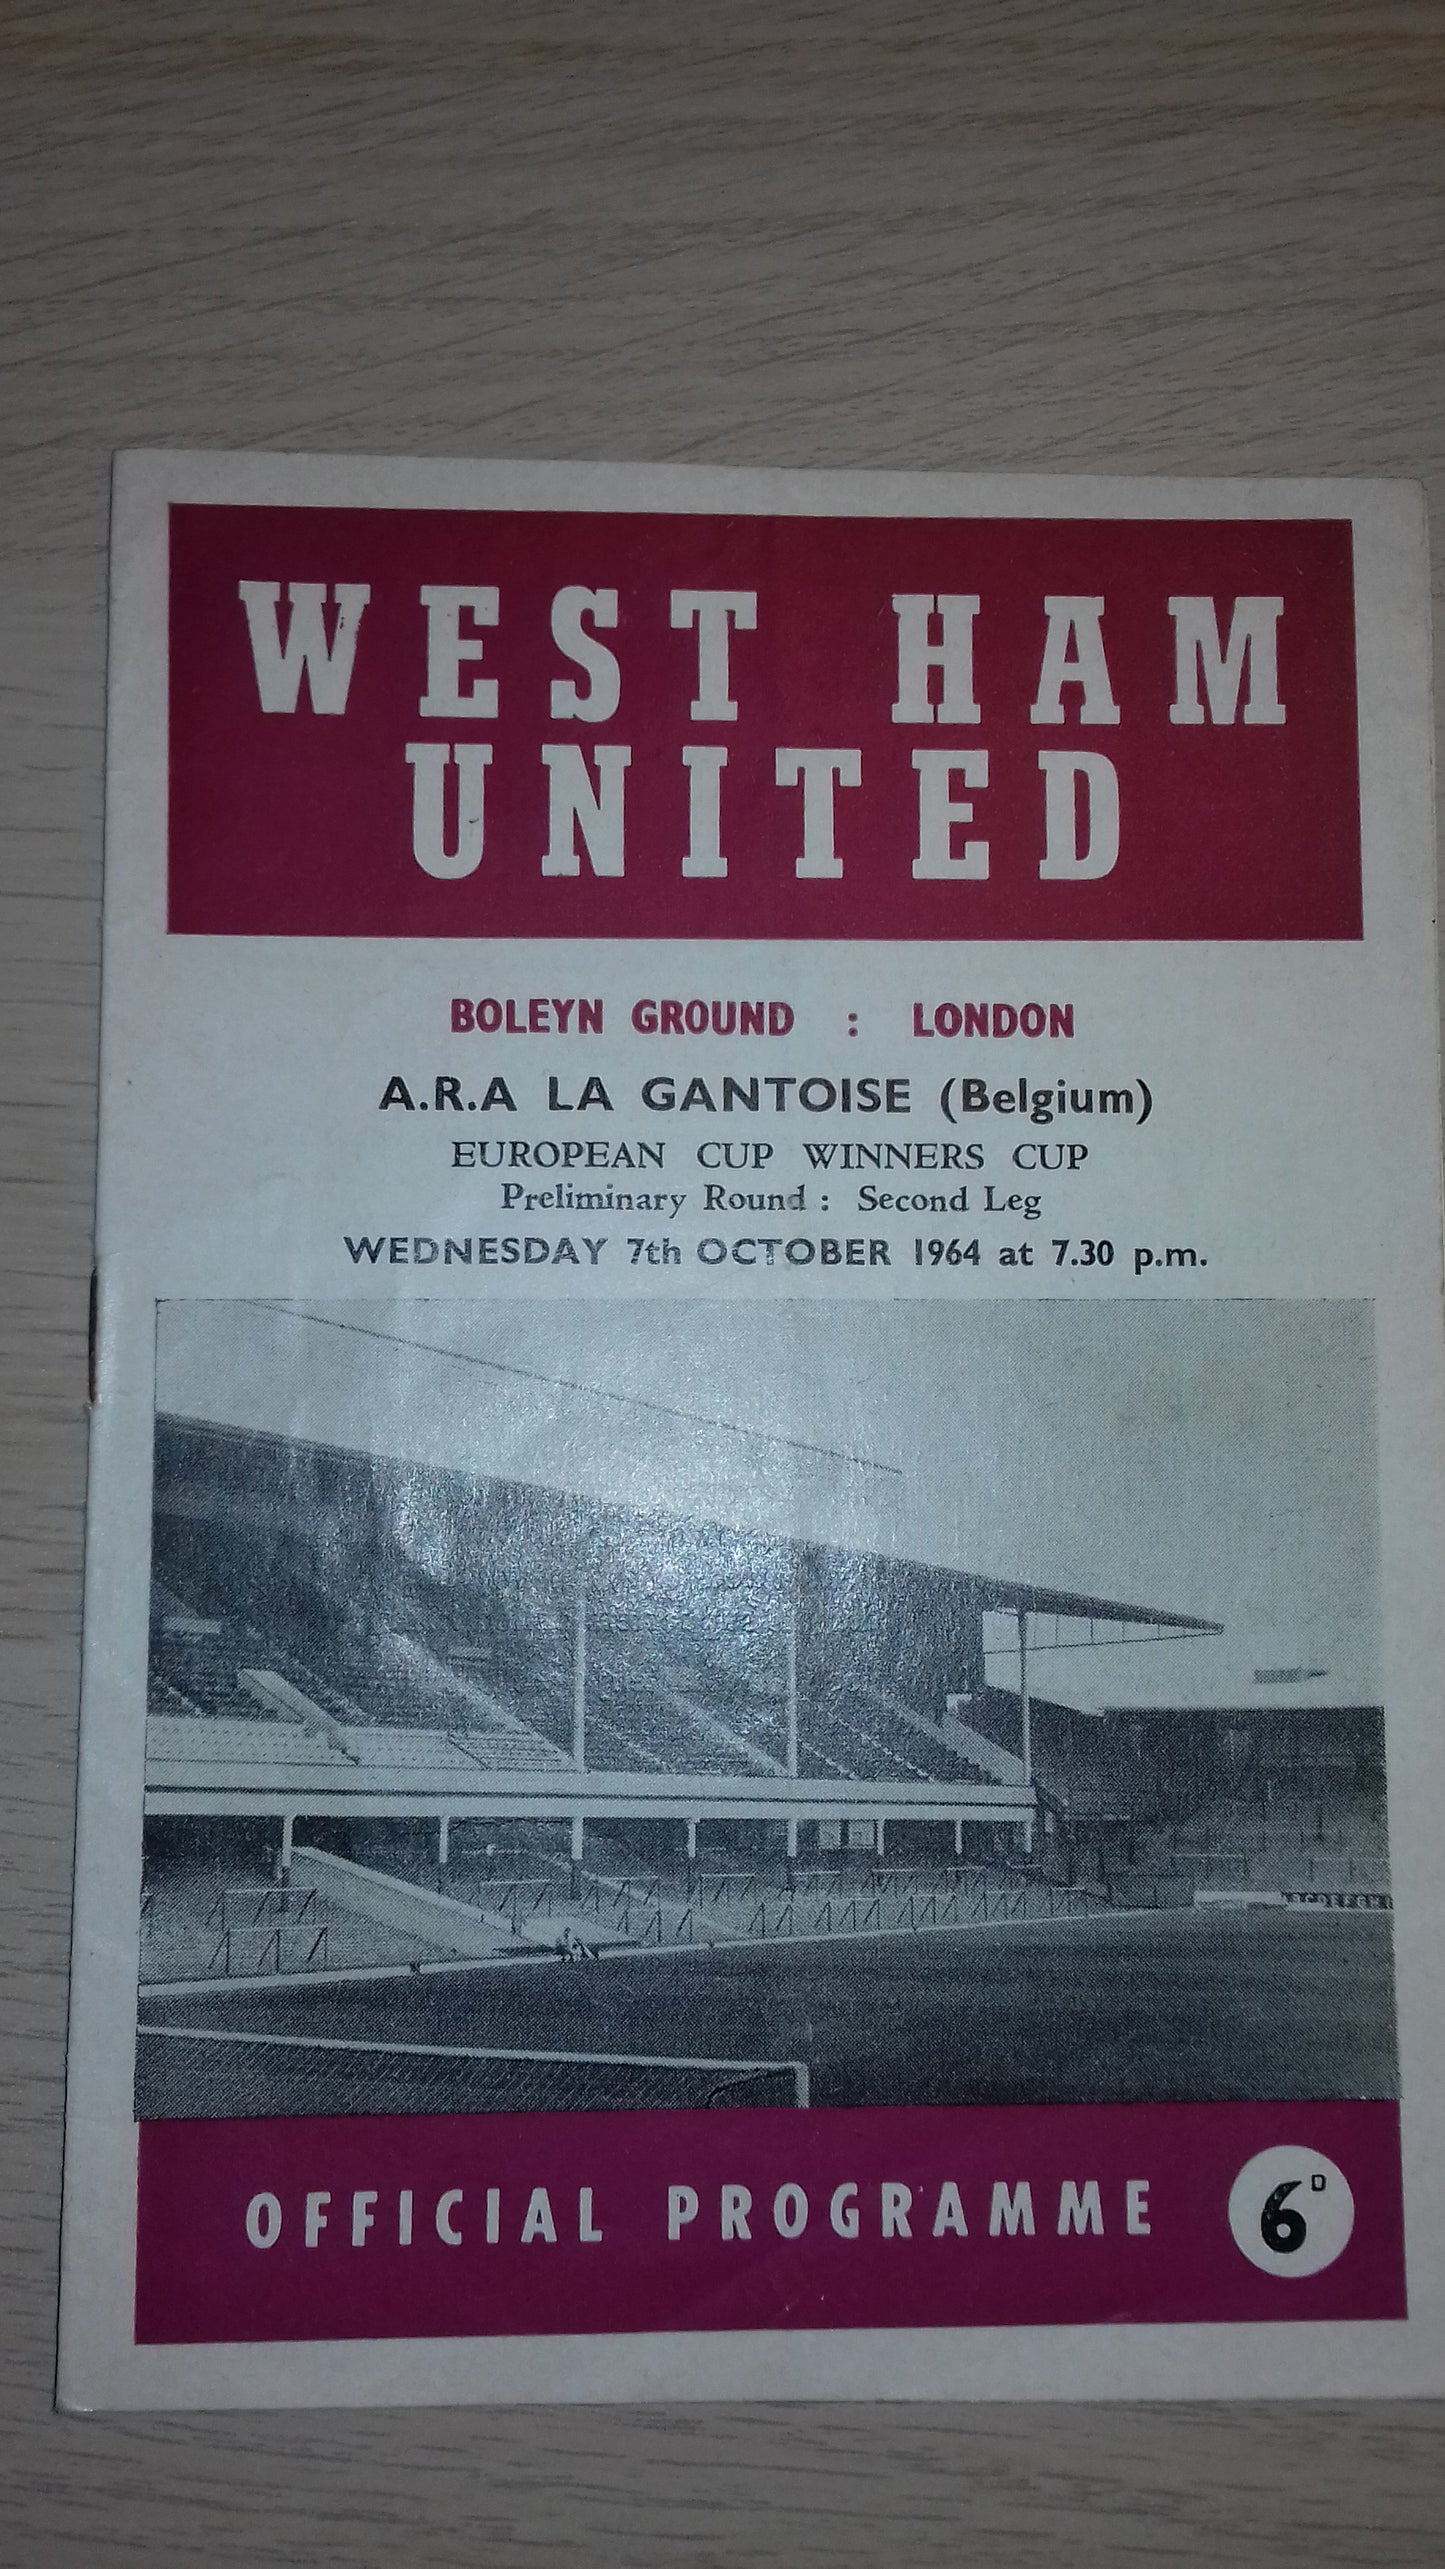 WEST HAM
UNITED
BOLEYN GROUND : LONDON
A.R.A LA GANTOISE (Belgium)
EUROPEAN CUP WINNERS CUP
Preliminary Round : Second Leg
WEDNESDAY 7th OCTOBER 1964 at 7.30 p.m.
OFFICIAL PROGRAMME 6D